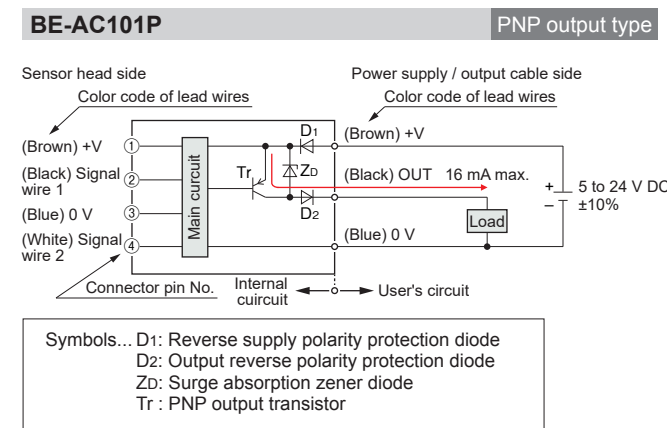 BE-AC101P
PNP output type
Sensor head side
Power supply / output cable side
Color code of lead wires
Color code of lead wires
(Brown) +V
1
(Black) Signal
wire 1
2
(Blue) 0 V
3
(White) Signal
wire 2
4
Main curcuit
Tr
D1
ZD
D2
(Brown) +V
(Black) OUT 16 mA max.
(Blue) 0 V
Load
+
–
5 to 24 V DC
±10%
Connector pin No.
Internal
cuircuit
User's circuit
Symbols... D1: Reverse supply polarity protection diode
D2: Output reverse polarity protection diode
ZD: Surge absorption zener diode
Tr : PNP output transistor